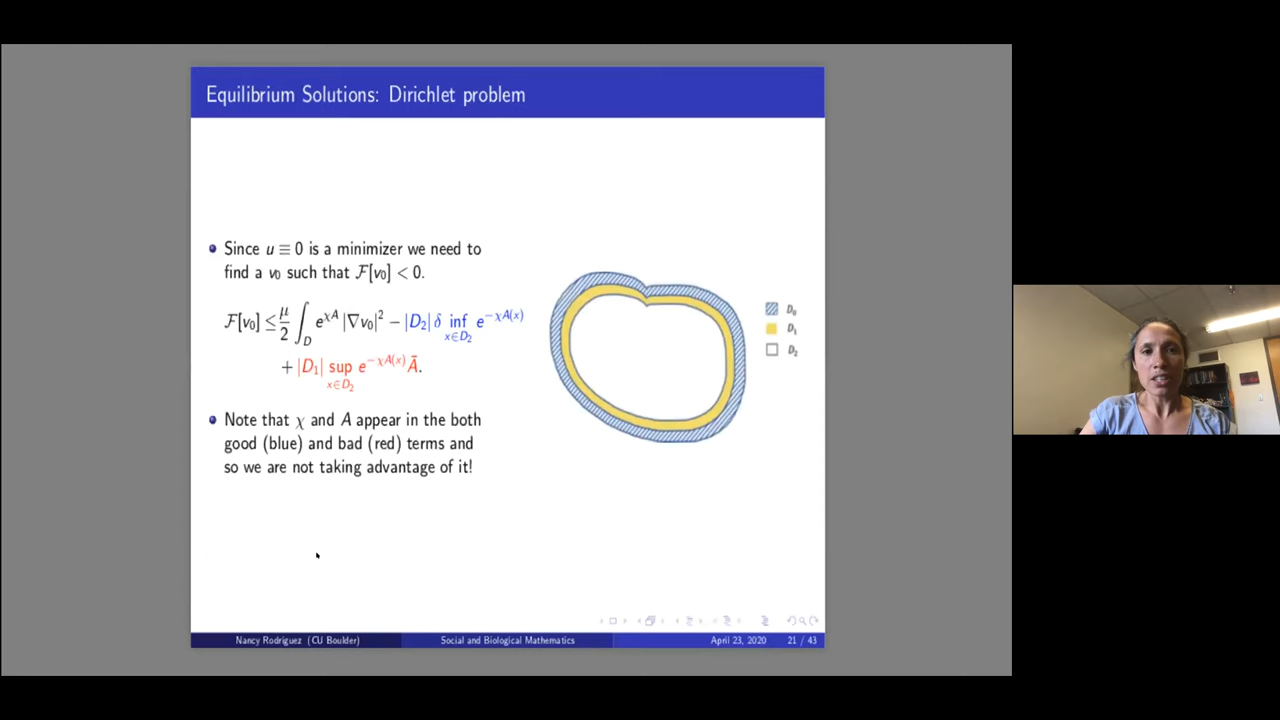 Equilibrium Solutions: Dirichlet problem
Since u ≡ 0 is a minimizer we need to
find a v₀ such that F[v₀] < 0.
F[v₀] ≤ μ/2 ∫_D e^{χA} |∇v₀|² − |D₂| δ inf_{x∈D₂} e^{−χA(x)}
+ |D₁| sup_{x∈D₂} e^{−χA(x)} Ā.
Note that χ and A appear in the both
good (blue) and bad (red) terms and
so we are not taking advantage of it!
D₀
D₁
D₂
Nancy Rodriguez (CU Boulder) Social and Biological Mathematics April 23, 2020 21 / 43